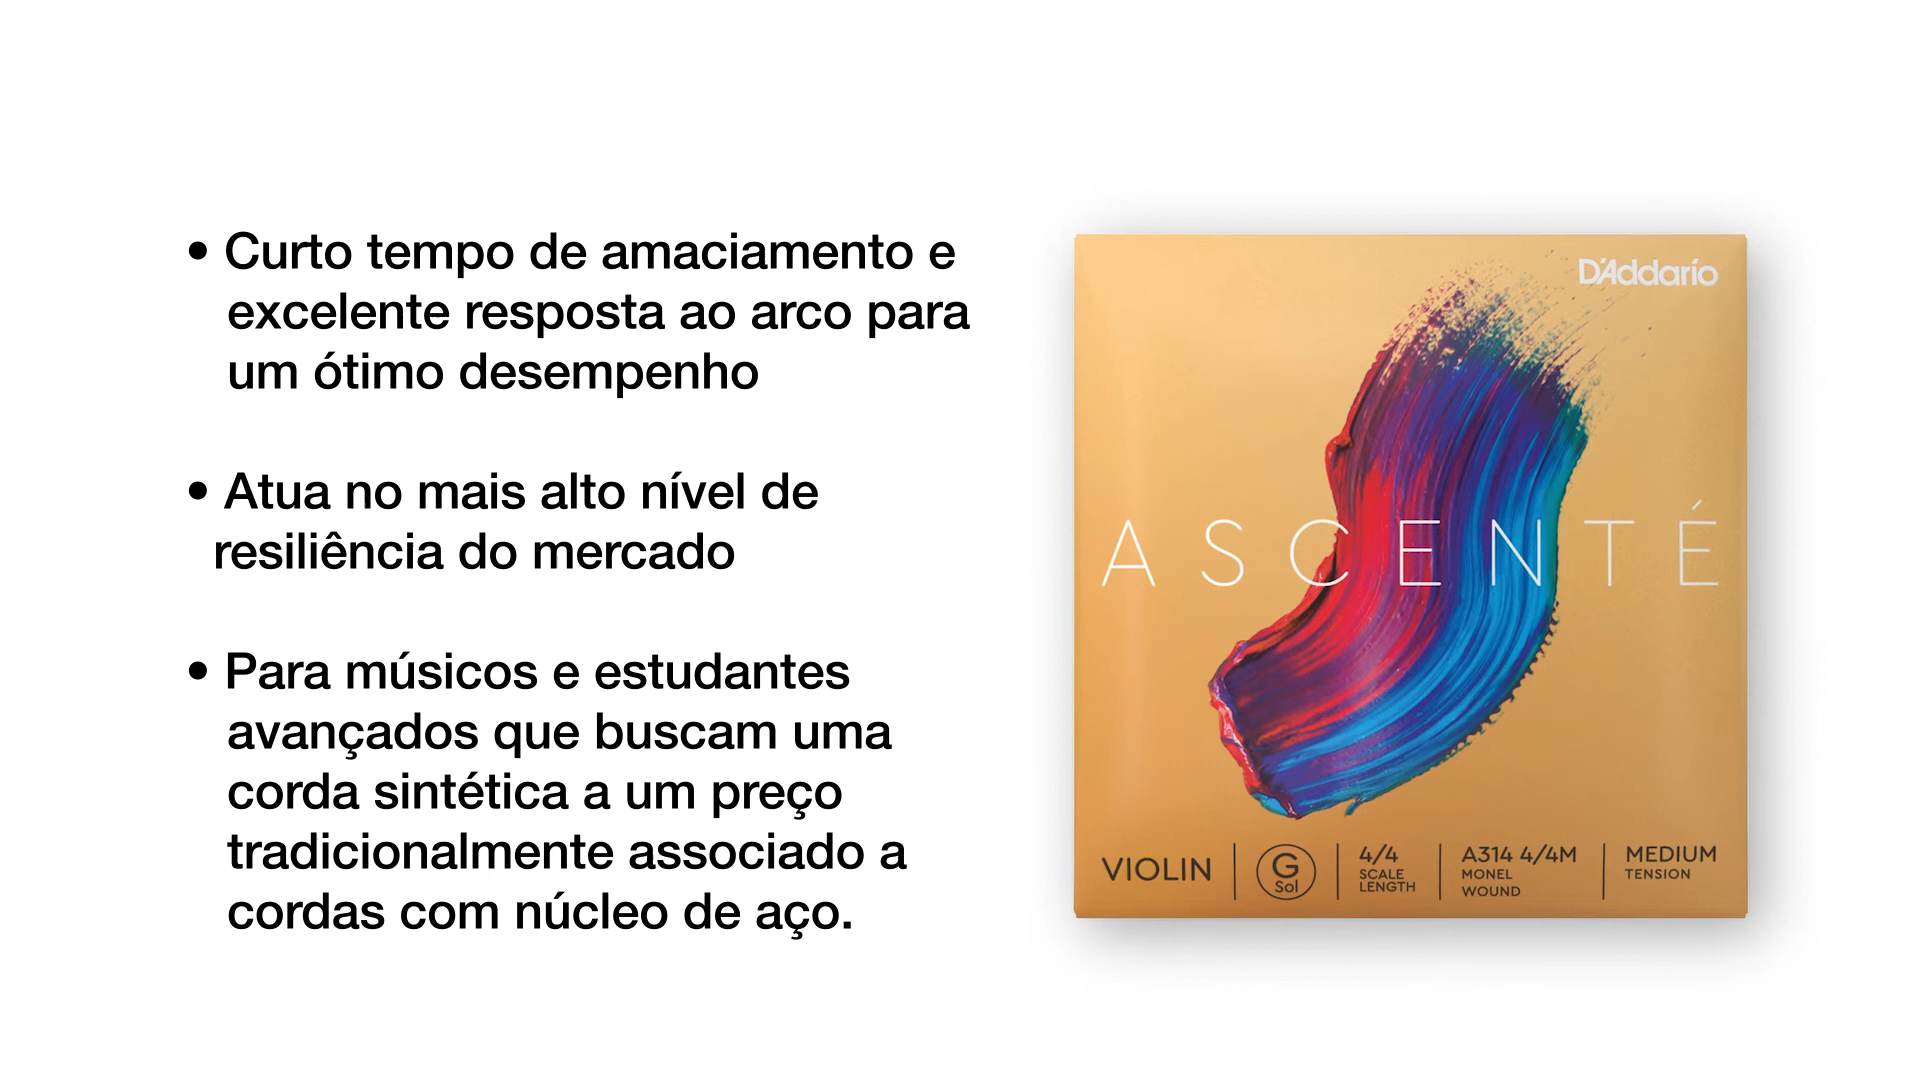 • Curto tempo de amaciamento e
excelente resposta ao arco para
um ótimo desempenho
• Atua no mais alto nível de
resiliência do mercado
• Para músicos e estudantes
avançados que buscam uma
corda sintética a um preço
tradicionalmente associado a
cordas com núcleo de aço.
D'Addario
ASCENTÉ
VIOLIN
G
Sol
4/4
SCALE
LENGTH
A314 4/4M
MONEL
WOUND
MEDIUM
TENSION